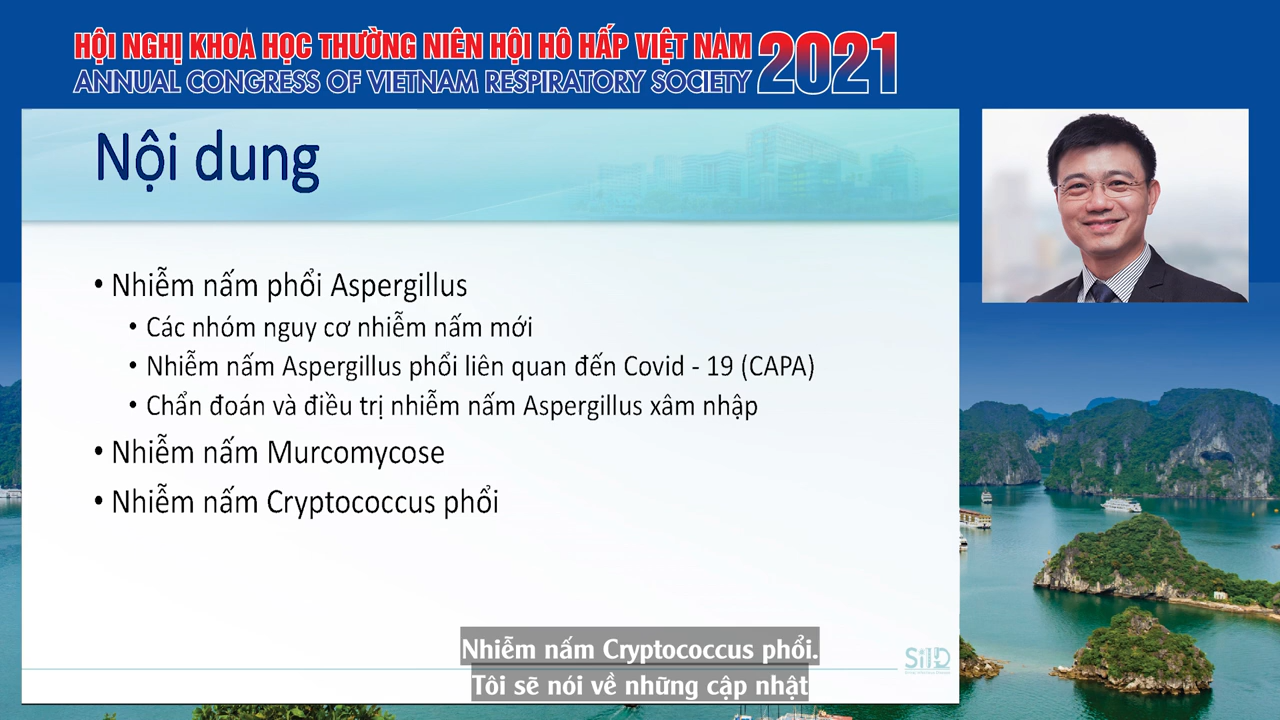 HỘI NGHỊ KHOA HỌC THƯỜNG NIÊN HỘI HÔ HẤP VIỆT NAM 2021
ANNUAL CONGRESS OF VIETNAM RESPIRATORY SOCIETY
Nội dung
• Nhiễm nấm phổi Aspergillus
• Các nhóm nguy cơ nhiễm nấm mới
• Nhiễm nấm Aspergillus phổi liên quan đến Covid - 19 (CAPA)
• Chẩn đoán và điều trị nhiễm nấm Aspergillus xâm nhập
• Nhiễm nấm Murcomycose
• Nhiễm nấm Cryptococcus phổi
Nhiễm nấm Cryptococcus phổi.
Tôi sẽ nói về những cập nhật
SiID